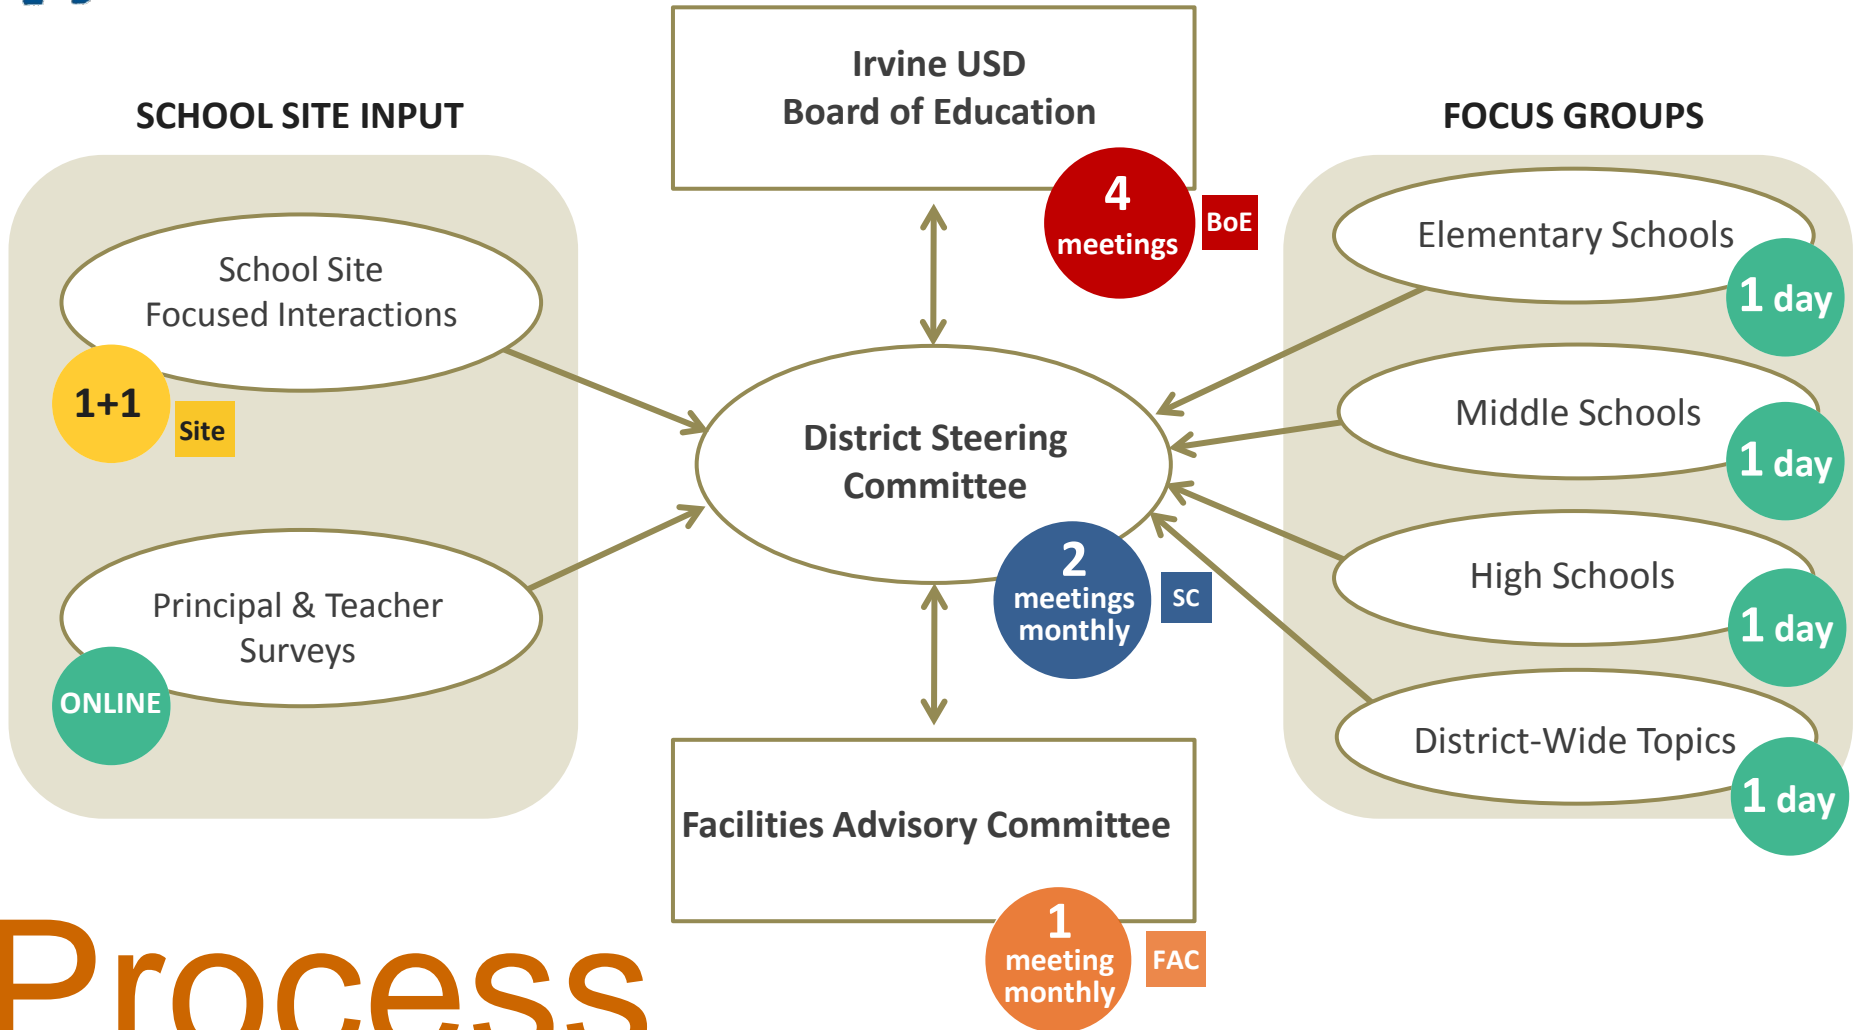 SCHOOL SITE INPUT
School Site
Focused Interactions
1+1
Site
Principal & Teacher
Surveys
ONLINE
Irvine USD
Board of Education
4
meetings
BoE
District Steering
Committee
2
meetings
monthly
SC
Facilities Advisory Committee
1
meeting
monthly
FAC
FOCUS GROUPS
Elementary Schools
1 day
Middle Schools
1 day
High Schools
1 day
District-Wide Topics
1 day
Process